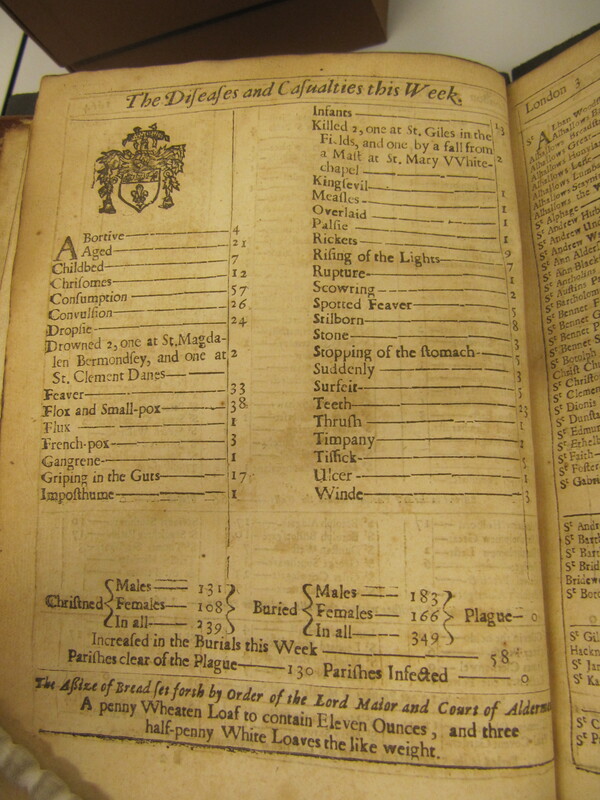 The Diſeaſes and Caſualties this Week.
ABortive 4
Aged 21
Childbed 7
Chriſomes 12
Conſumption 57
Convulſion 26
Dropſie 24
Drowned 2, one at St. Magda-
len Bermondſey, and one at 2
St. Clement Danes
Feaver 33
Flox and Small-pox 38
Flux 1
French-pox 3
Gangrene 1
Griping in the Guts 17
Impoſthume 1
Infants 13
Killed 2, one at St. Giles in the
Fields, and one by a fall from
a Maſt at St. Mary VVhite- 2
chapel
Kingſevil 1
Meaſles 1
Overlaid 1
Palſie 1
Rickets 9
Riſing of the Lights 7
Rupture 1
Scowring 2
Spotted Feaver 5
Stilborn 8
Stone
Stopping of the ſtomach 5
Suddenly 3
Surfeit 5
Teeth 23
Thruſh 1
Timpany 1
Tiſſick 5
Ulcer 1
Winde 3
Chriſtned { Males 131 Females 108 In all 239 }
Buried { Males 183 Females 166 In all 349 } Plague 0
Increaſed in the Burials this Week 58
Pariſhes clear of the Plague 130 Pariſhes Infected 0
The Aſſize of Bread ſet forth by Order of the Lord Maior and Court of Alderm
A penny Wheaten Loaf to contain Eleven Ounces, and three
half-penny White Loaves the like weight.
London 3